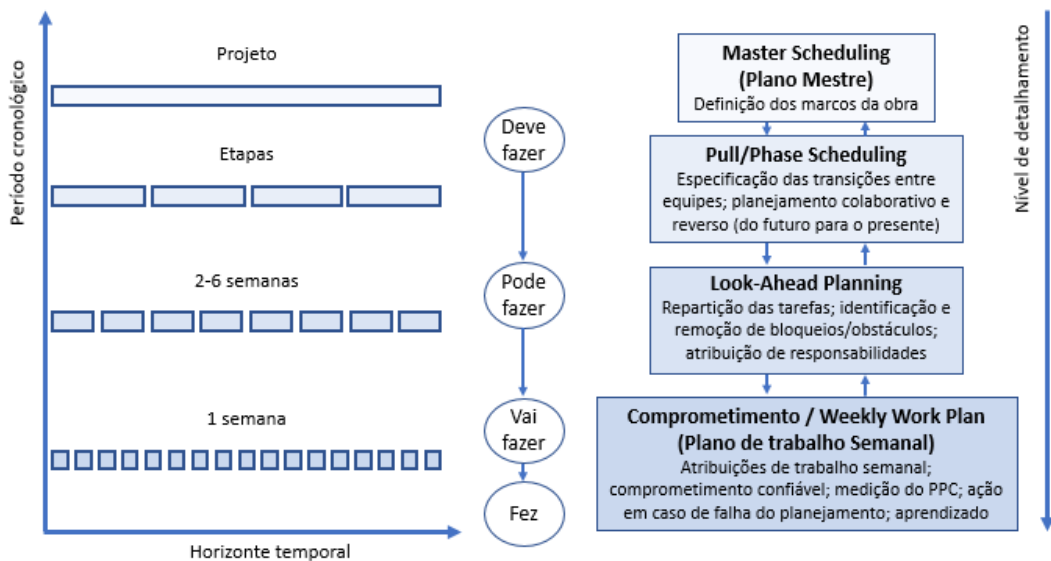 Período cronológico
Projeto
Etapas
2-6 semanas
1 semana
Horizonte temporal
Deve
fazer
Pode
fazer
Vai
fazer
Fez
Master Scheduling
(Plano Mestre)
Definição dos marcos da obra
Pull/Phase Scheduling
Especificação das transições entre
equipes; planejamento colaborativo e
reverso (do futuro para o presente)
Look-Ahead Planning
Repartição das tarefas; identificação e
remoção de bloqueios/obstáculos;
atribuição de responsabilidades
Comprometimento / Weekly Work Plan
(Plano de trabalho Semanal)
Atribuições de trabalho semanal;
comprometimento confiável; medição do PPC; ação
em caso de falha do planejamento; aprendizado
Nível de detalhamento